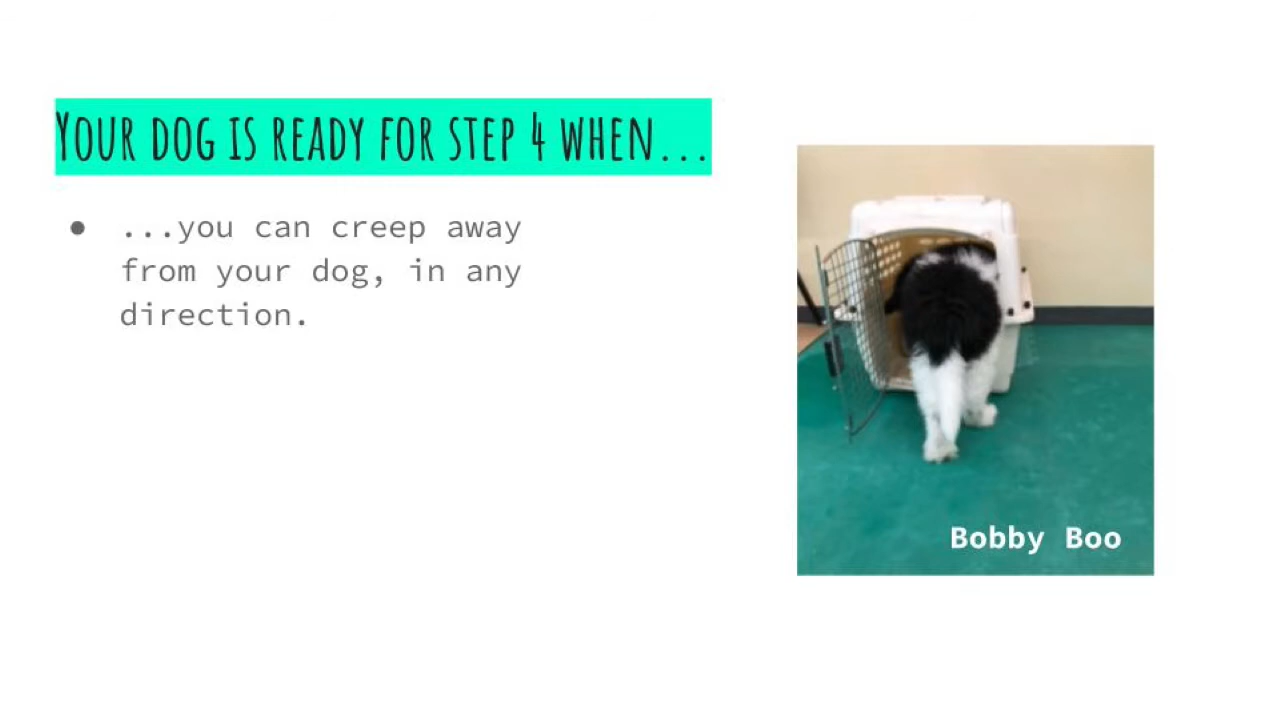 Your dog is ready for step 4 when...
● ...you can creep away
from your dog, in any
direction.
Bobby Boo